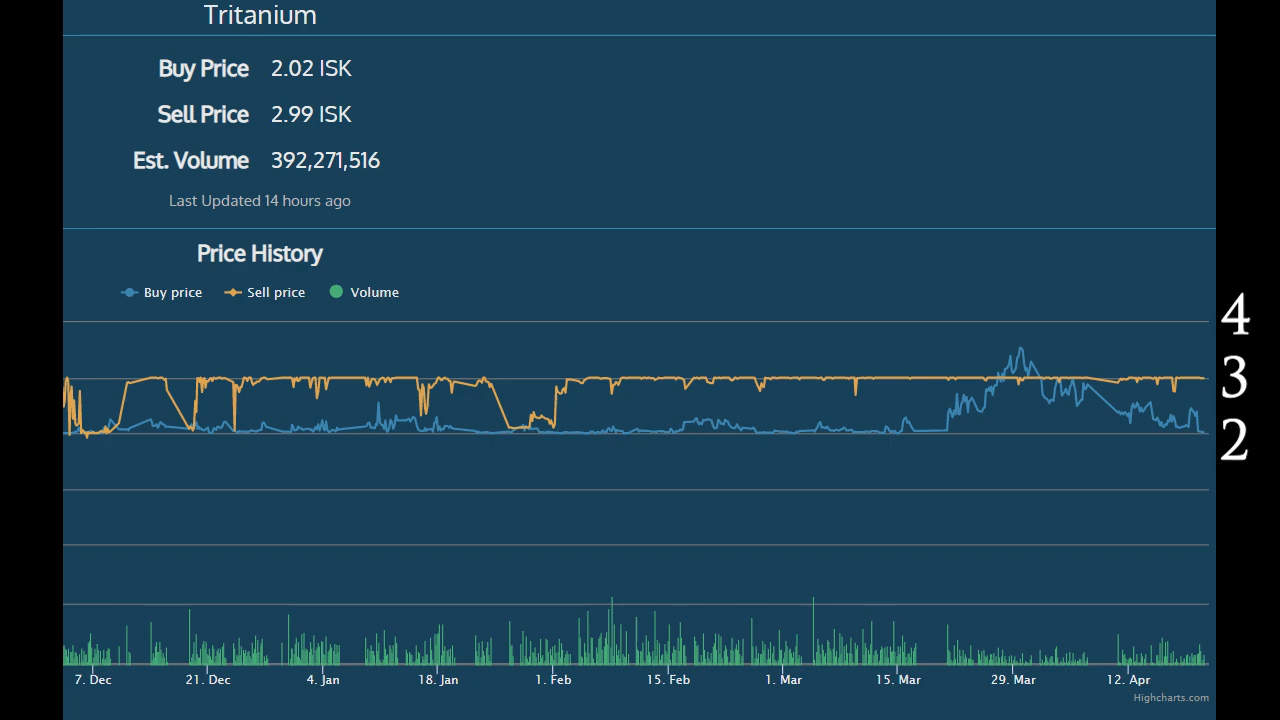 Tritanium
Buy Price 2.02 ISK
Sell Price 2.99 ISK
Est. Volume 392,271,516
Last Updated 14 hours ago
Price History
Buy price Sell price Volume
4
3
2
7. Dec 21. Dec 4. Jan 18. Jan 1. Feb 15. Feb 1. Mar 15. Mar 29. Mar 12. Apr
Highcharts.com